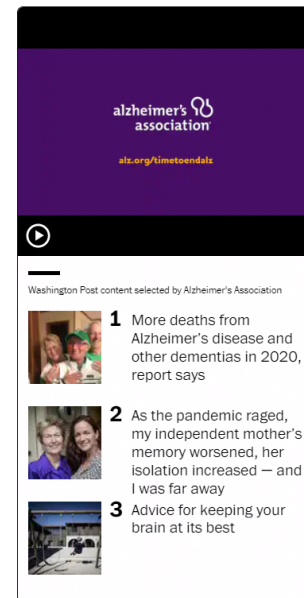 alzheimer's
association®
alz.org/timetoendalz
Washington Post content selected by Alzheimer's Association
1 More deaths from
Alzheimer's disease and
other dementias in 2020,
report says
2 As the pandemic raged,
my independent mother's
memory worsened, her
isolation increased — and
I was far away
3 Advice for keeping your
brain at its best